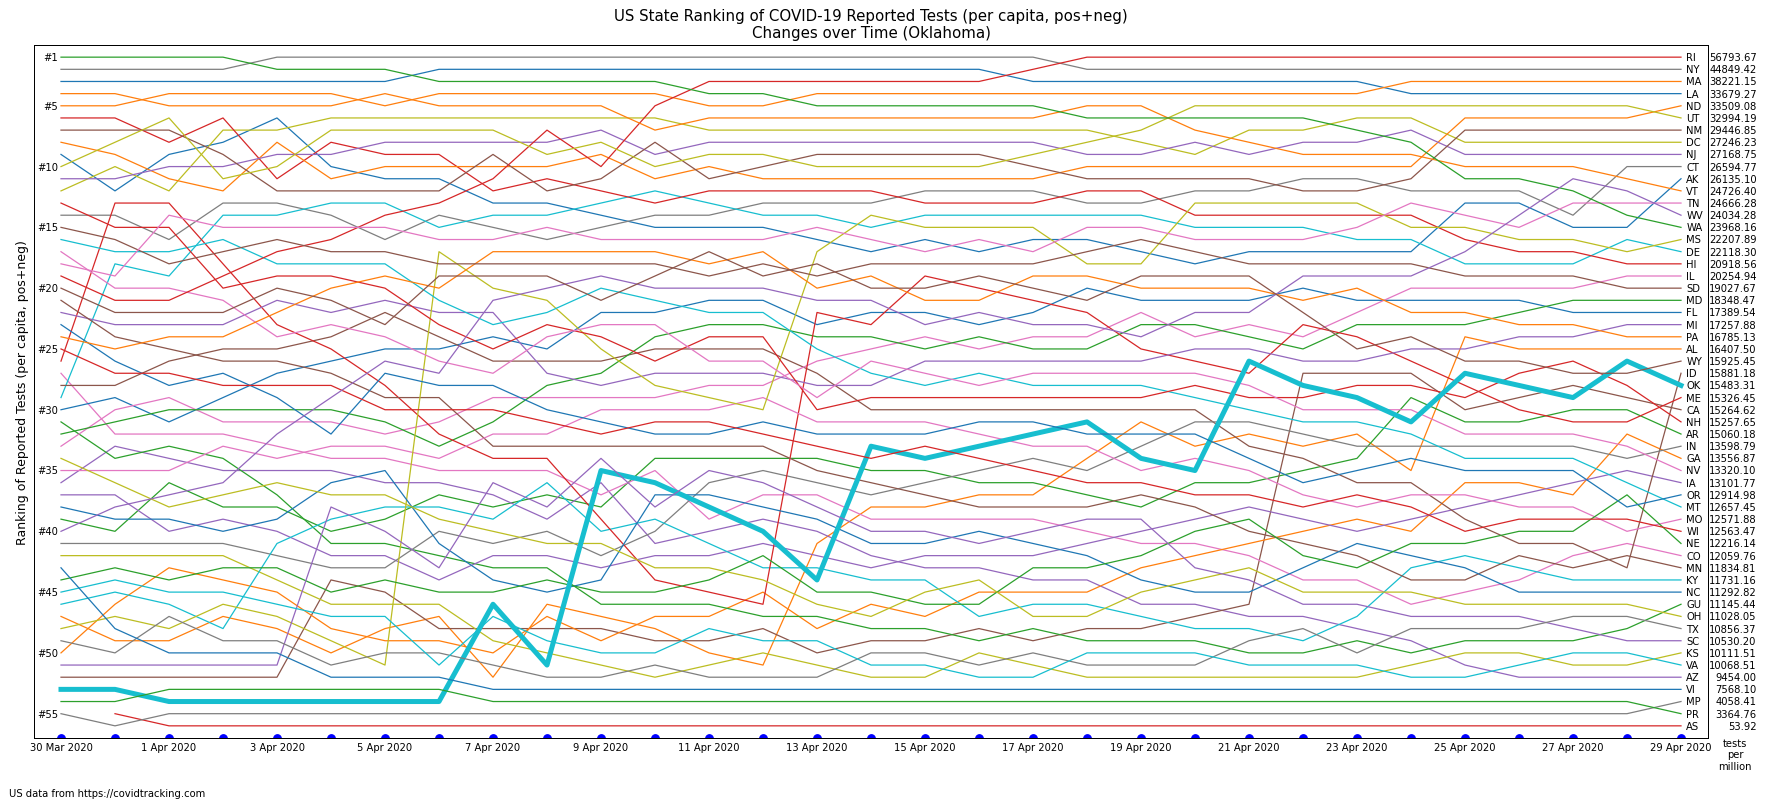 US State Ranking of COVID-19 Reported Tests (per capita, pos+neg)
Changes over Time (Oklahoma)
Ranking of Reported Tests (per capita, pos+neg)
#1
#5
#10
#15
#20
#25
#30
#35
#40
#45
#50
#55
RI 56793.67
NY 44849.42
MA 38221.15
LA 33679.27
ND 33509.08
UT 32994.19
NM 29446.85
DC 27246.23
NJ 27168.75
CT 26594.77
AK 26135.10
VT 24726.40
TN 24666.28
WV 24034.28
WA 23968.16
MS 22207.89
DE 22118.30
HI 20918.56
IL 20254.94
SD 19027.67
MD 18348.47
FL 17389.54
MI 17257.88
PA 16785.13
AL 16407.50
WY 15925.45
ID 15881.18
OK 15483.31
ME 15326.45
CA 15264.62
NH 15257.65
AR 15060.18
IN 13598.79
GA 13556.87
NV 13320.10
IA 13101.77
OR 12914.98
MT 12657.45
MO 12571.88
WI 12563.47
NE 12216.14
CO 12059.76
MN 11834.81
KY 11731.16
NC 11292.82
GU 11145.44
OH 11028.05
TX 10856.37
SC 10530.20
KS 10111.51
VA 10068.51
AZ 9454.00
VI 7568.10
MP 4058.41
PR 3364.76
AS 53.92
30 Mar 2020 1 Apr 2020 3 Apr 2020 5 Apr 2020 7 Apr 2020 9 Apr 2020 11 Apr 2020 13 Apr 2020 15 Apr 2020 17 Apr 2020 19 Apr 2020 21 Apr 2020 23 Apr 2020 25 Apr 2020 27 Apr 2020 29 Apr 2020
tests
per
million
US data from https://covidtracking.com